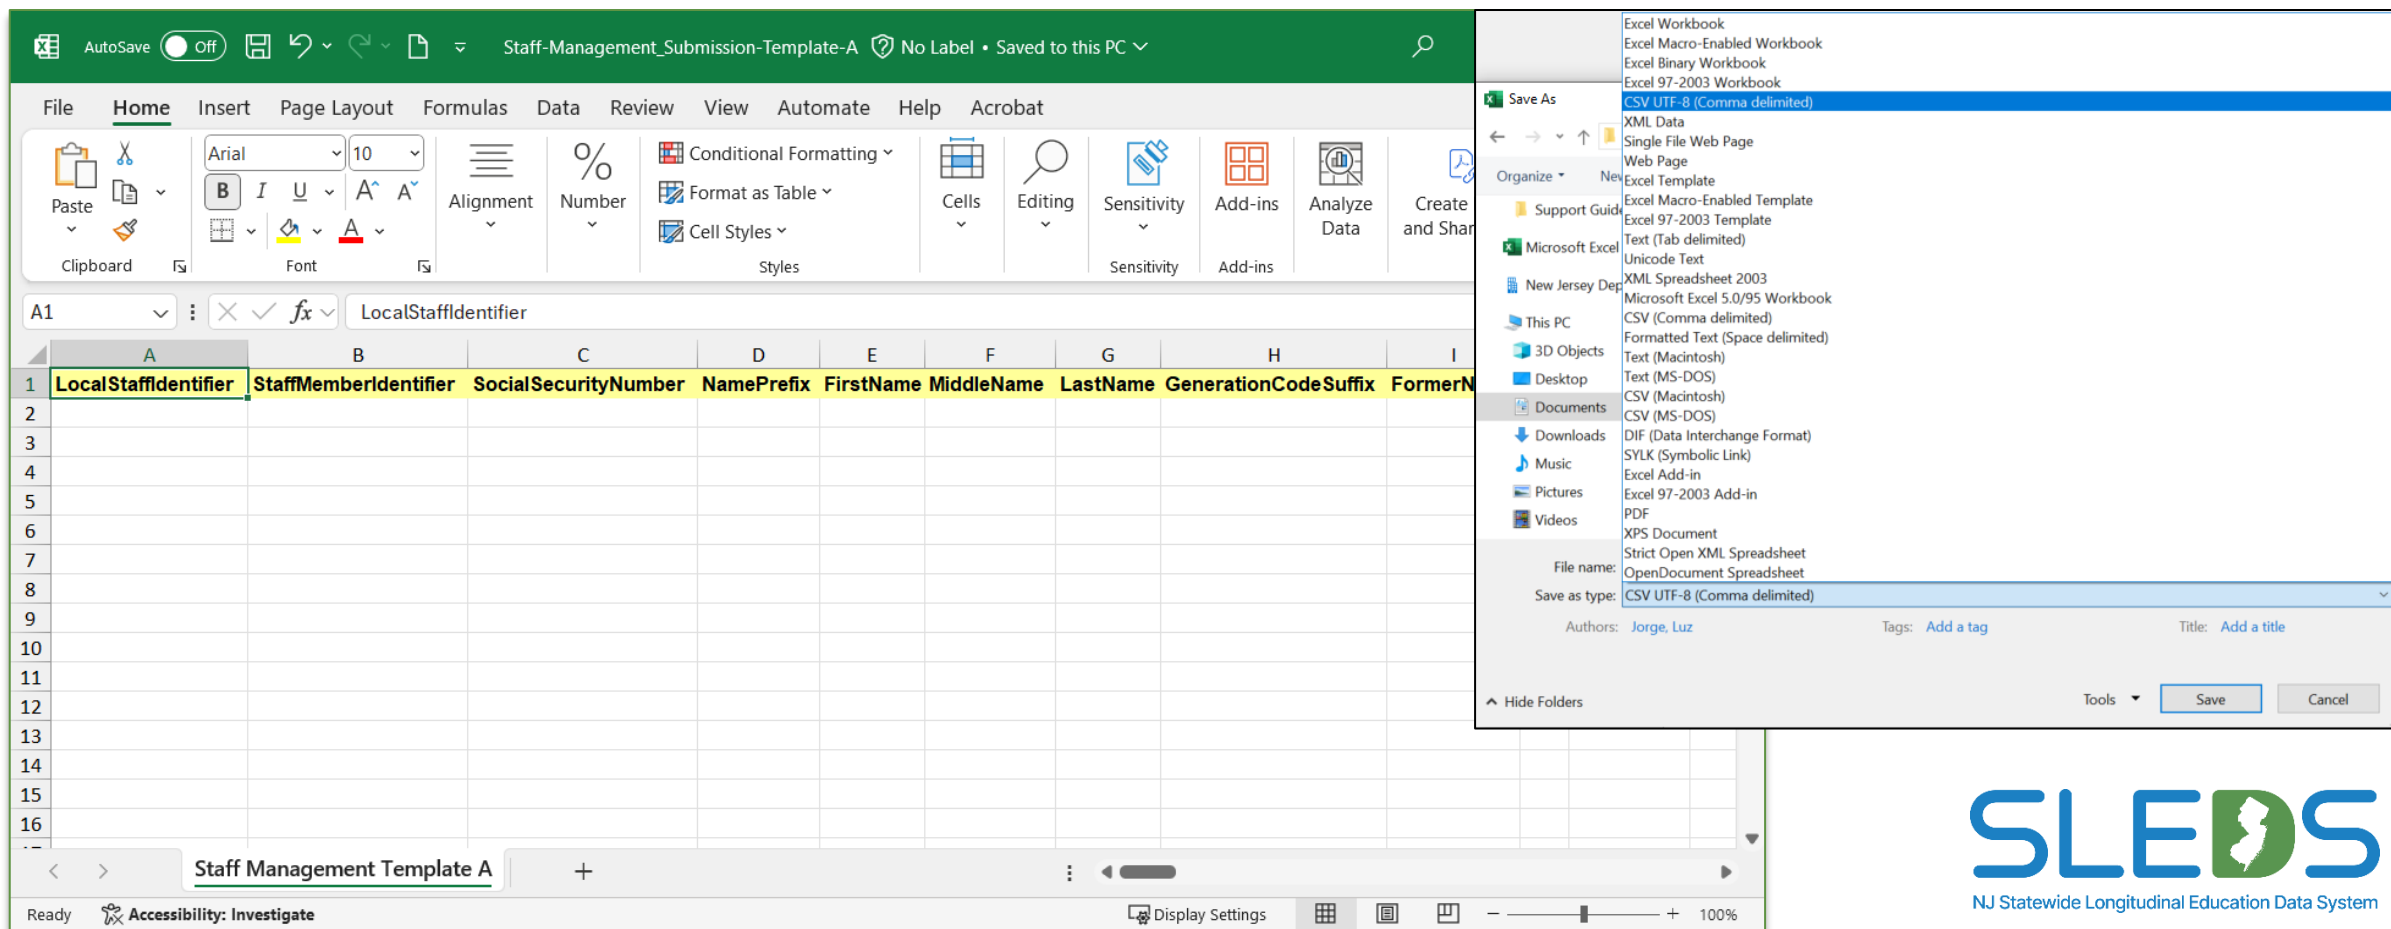 AutoSave Off Staff-Management_Submission-Template-A No Label • Saved to this PC
File Home Insert Page Layout Formulas Data Review View Automate Help Acrobat
Arial 10
Conditional Formatting
B I U A A
Format as Table
Paste Alignment Number Cells Editing Sensitivity Add-ins Analyze Data Create and Shar
A
Cell Styles
Clipboard Font Styles Sensitivity Add-ins
A1 fx LocalStaffIdentifier
A B C D E F G H I
1 LocalStaffIdentifier StaffMemberIdentifier SocialSecurityNumber NamePrefix FirstName MiddleName LastName GenerationCodeSuffix FormerN
2
3
4
5
6
7
8
9
10
11
12
13
14
15
16
Staff Management Template A
Ready Accessibility: Investigate Display Settings 100%
Save As
Organize Nev
Support Guide
Microsoft Excel
New Jersey Dep
This PC
3D Objects
Desktop
Documents
Downloads
Music
Pictures
Videos
Excel Workbook
Excel Macro-Enabled Workbook
Excel Binary Workbook
Excel 97-2003 Workbook
CSV UTF-8 (Comma delimited)
XML Data
Single File Web Page
Web Page
Excel Template
Excel Macro-Enabled Template
Excel 97-2003 Template
Text (Tab delimited)
Unicode Text
XML Spreadsheet 2003
Microsoft Excel 5.0/95 Workbook
CSV (Comma delimited)
Formatted Text (Space delimited)
Text (Macintosh)
Text (MS-DOS)
CSV (Macintosh)
CSV (MS-DOS)
DIF (Data Interchange Format)
SYLK (Symbolic Link)
Excel Add-in
Excel 97-2003 Add-in
PDF
XPS Document
Strict Open XML Spreadsheet
OpenDocument Spreadsheet
File name:
Save as type: CSV UTF-8 (Comma delimited)
Authors: Jorge, Luz Tags: Add a tag Title: Add a title
Hide Folders Tools Save Cancel
SLEDS
NJ Statewide Longitudinal Education Data System